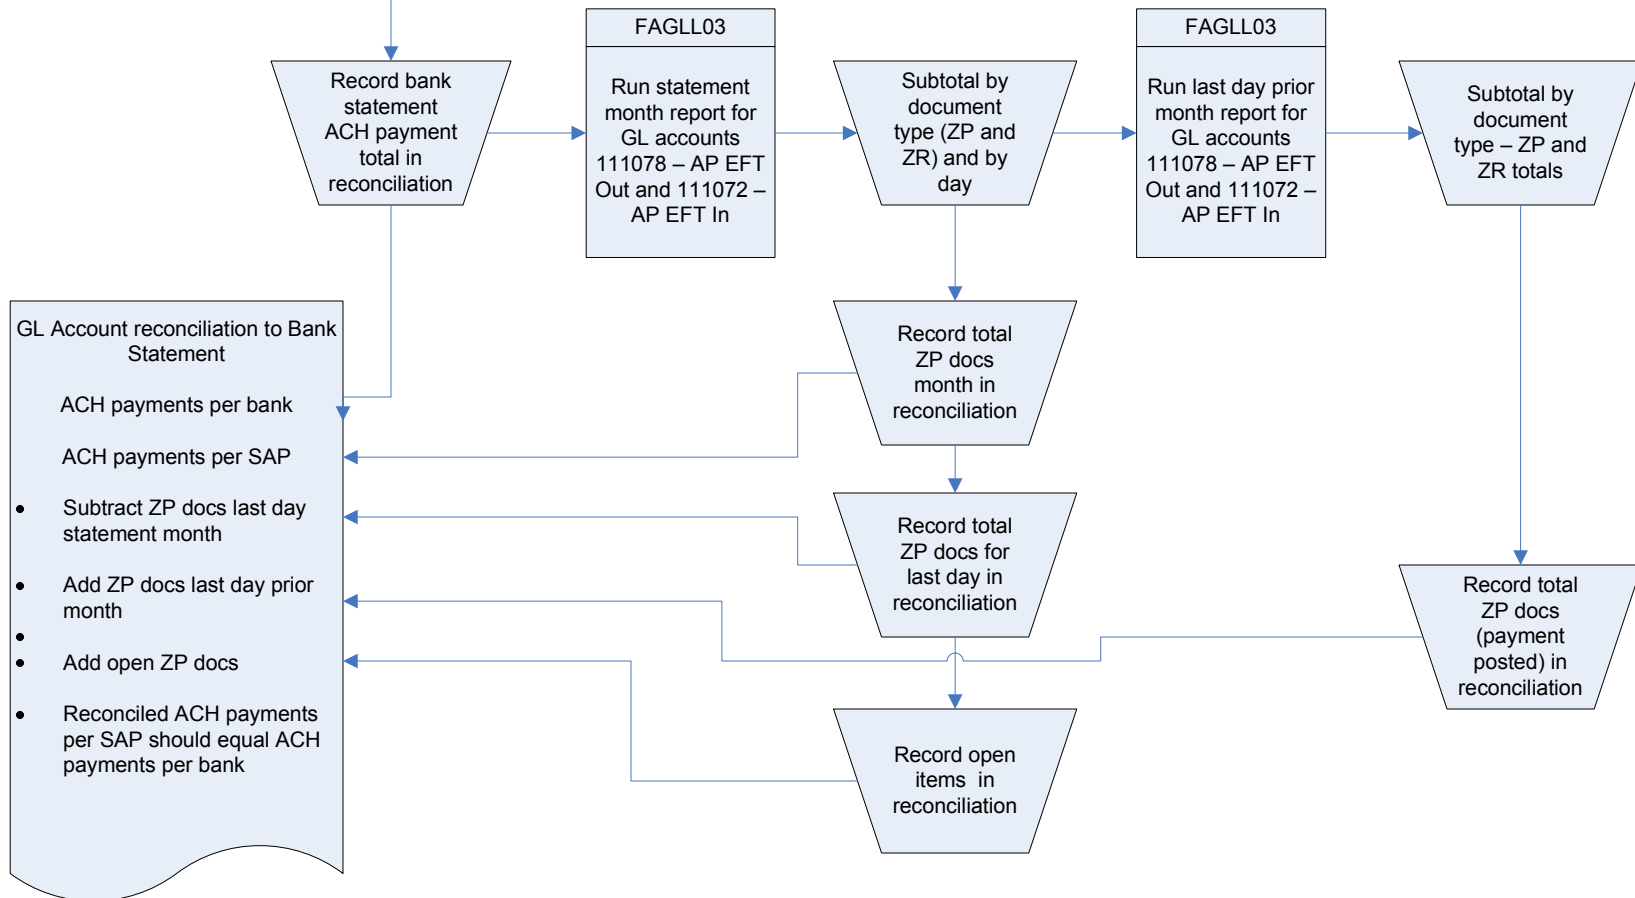 Record bank
statement
ACH payment
total in
reconciliation
FAGLL03
Run statement
month report for
GL accounts
111078 – AP EFT
Out and 111072 –
AP EFT In
Subtotal by
document
type (ZP and
ZR) and by
day
FAGLL03
Run last day prior
month report for
GL accounts
111078 – AP EFT
Out and 111072 –
AP EFT In
Subtotal by
document
type – ZP and
ZR totals
GL Account reconciliation to Bank
Statement
ACH payments per bank
ACH payments per SAP
• Subtract ZP docs last day
statement month
• Add ZP docs last day prior
month
•
• Add open ZP docs
• Reconciled ACH payments
per SAP should equal ACH
payments per bank
Record total
ZP docs
month in
reconciliation
Record total
ZP docs for
last day in
reconciliation
Record open
items in
reconciliation
Record total
ZP docs
(payment
posted) in
reconciliation